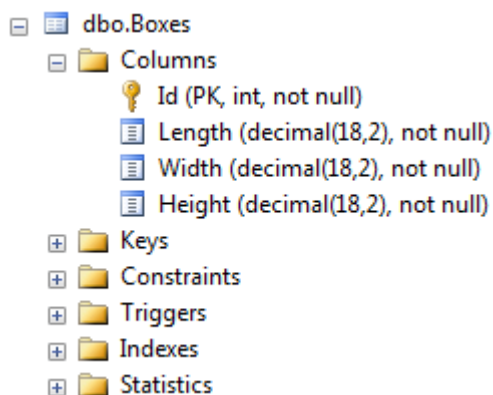 dbo.Boxes
Columns
Id (PK, int, not null)
Length (decimal(18,2), not null)
Width (decimal(18,2), not null)
Height (decimal(18,2), not null)
Keys
Constraints
Triggers
Indexes
Statistics